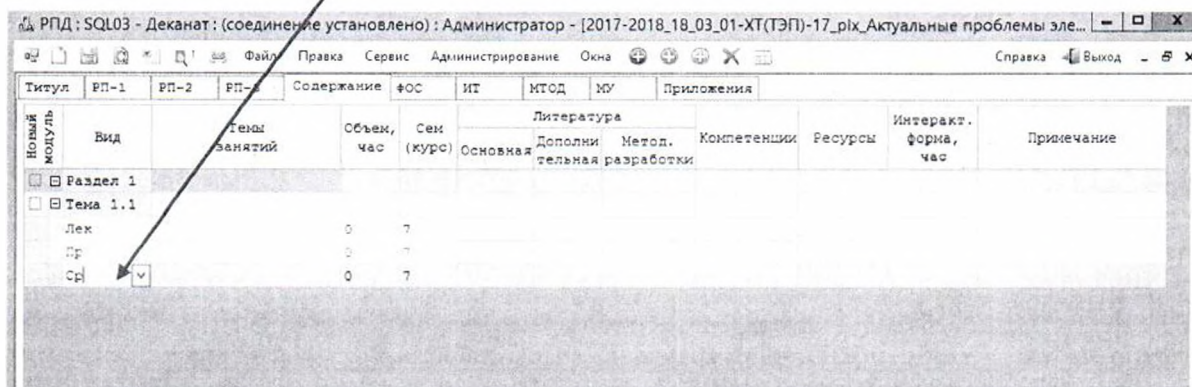 РПД : SQL03 - Деканат : (соединение установлено) : Администратор - [2017-2018_18_03_01-ХТ(ТЭП)-17_plx_Актуальные проблемы эле...
Файл Правка Сервис Администрирование Окна Справка Выход
Титул РП-1 РП-2 Содержание ФОС ИТ МТОД МУ Приложения
Новый модуль Вид Темы занятий Объем, час Сем (курс) Литература Основная Дополнительная Метод. разработки Компетенции Ресурсы Интеракт. форма, час Примечание
Раздел 1
Тема 1.1
Лек 0 7
Пр 0 7
Ср 0 7